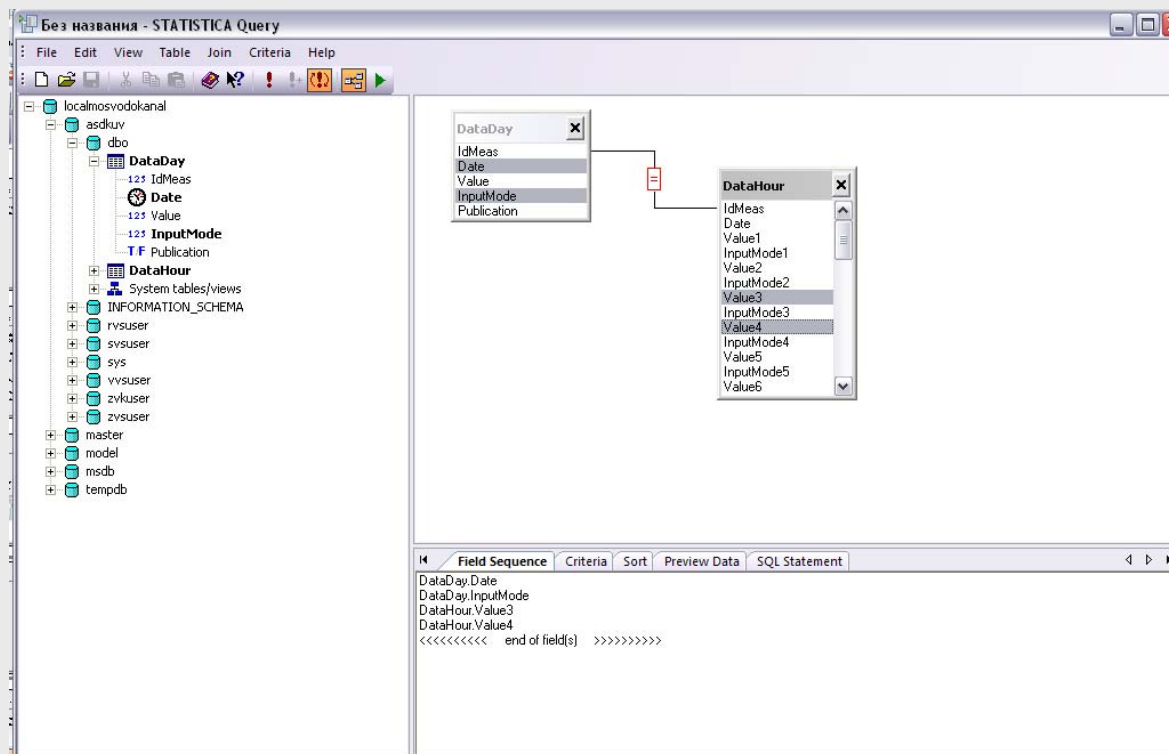 Без названия - STATISTICA Query
File Edit View Table Join Criteria Help
localmosvodokanal
asdkuv
dbo
DataDay
123 IdMeas
Date
123 Value
123 InputMode
T/F Publication
DataHour
System tables/views
INFORMATION_SCHEMA
rvsuser
svsuser
sys
vvsuser
zvkuser
zvsuser
master
model
msdb
tempdb
DataDay
IdMeas
Date
Value
InputMode
Publication
=
DataHour
IdMeas
Date
Value1
InputMode1
Value2
InputMode2
Value3
InputMode3
Value4
InputMode4
Value5
InputMode5
Value6
Field Sequence Criteria Sort Preview Data SQL Statement
DataDay.Date
DataDay.InputMode
DataHour.Value3
DataHour.Value4
<<<<<<<<<< end of field(s) >>>>>>>>>>